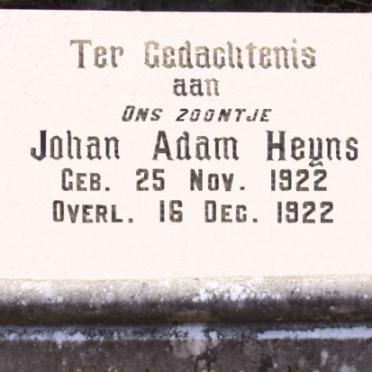 Ter Gedachtenis
aan
Ons zoontje
Johan Adam Heyns
Geb. 25 Nov. 1922
Overl. 16 Dec. 1922